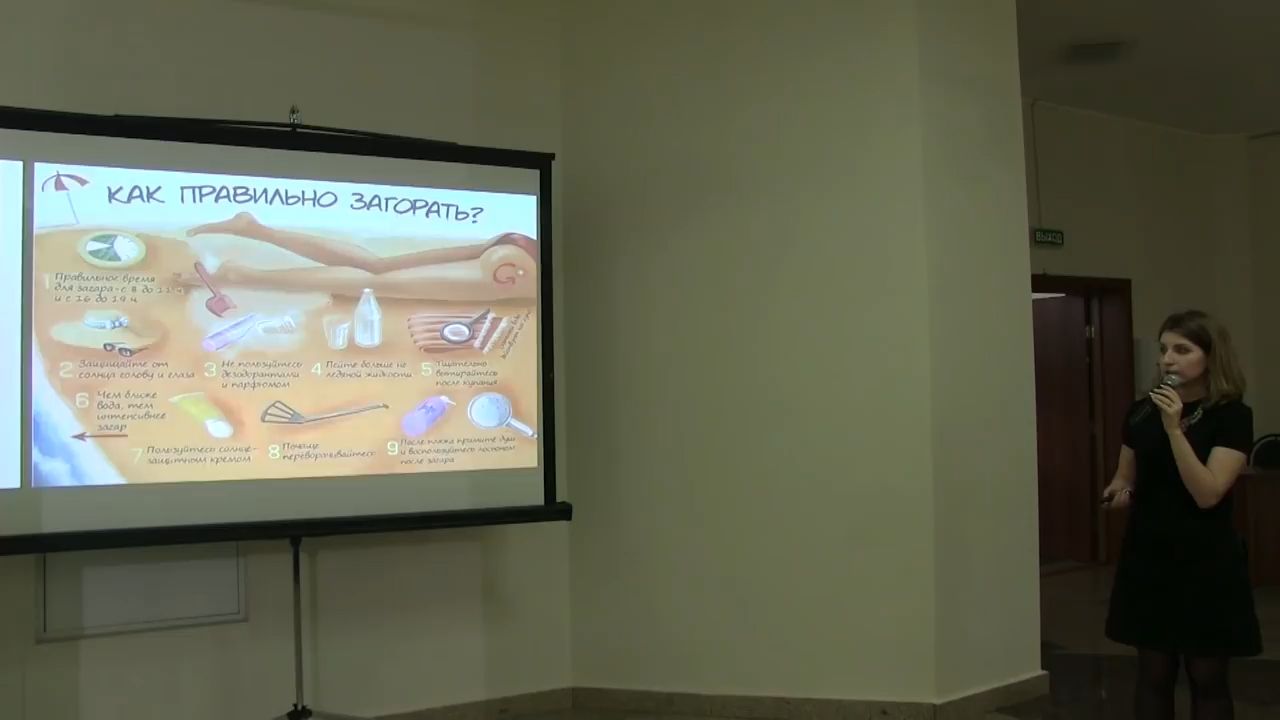 КАК ПРАВИЛЬНО ЗАГОРАТЬ?
1 Правильное время
для загара - с 8 до 11 ч.
и с 16 до 19 ч.
2 Защищайте от
солнца голову и глаза
3 Не пользуйтесь
дезодорантами
и парфюмом
4 Пейте больше не
ледяной жидкости
5 Тщательно
вытирайтесь
после купания
6 Чем ближе
вода, тем
интенсивнее
загар
7 Пользуйтесь солнце-
защитным кремом
8 Почаще
переворачивайтесь
9 После пляжа примите душ
и воспользуйтесь лосьоном
после загара
ВЫХОД